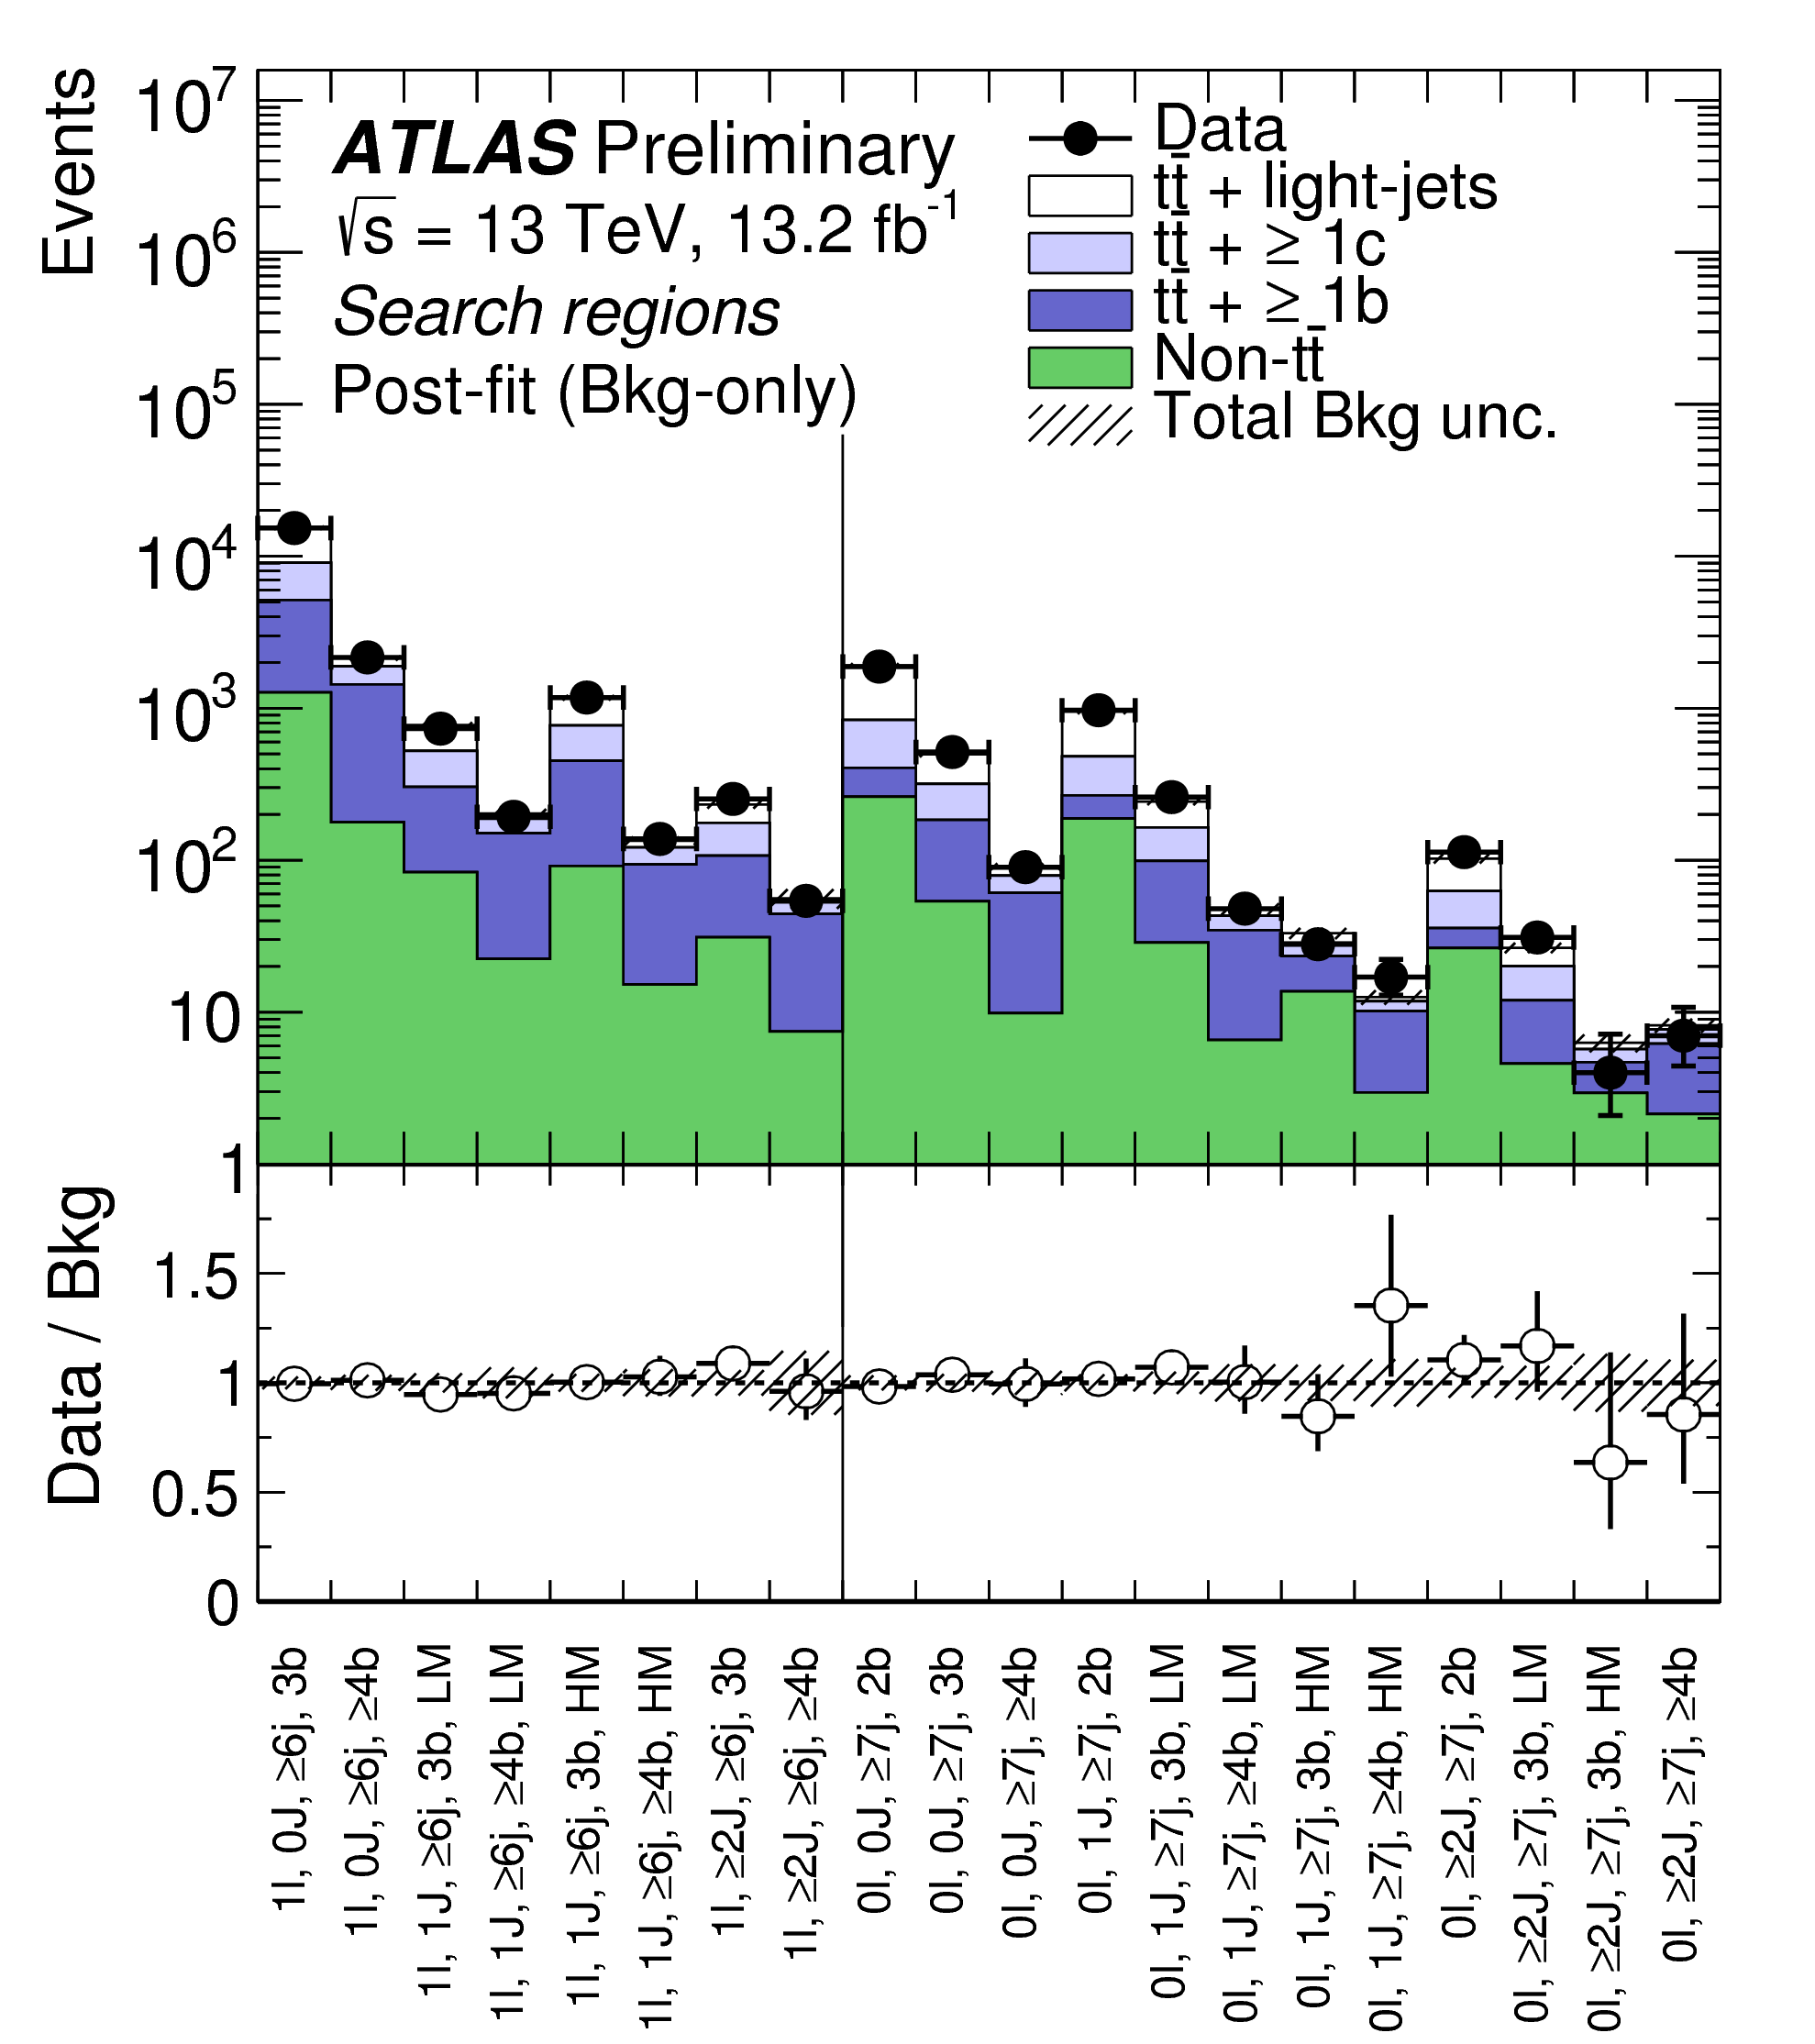 Events
10⁷
10⁶
10⁵
10⁴
10³
10²
10
1
ATLAS Preliminary
√s = 13 TeV, 13.2 fb⁻¹
Search regions
Post-fit (Bkg-only)
Data
tt̄ + light-jets
tt̄ + ≥ 1c
tt̄ + ≥ 1b
Non-tt̄
Total Bkg unc.
Data / Bkg
1.5
1
0.5
0
1l, 0J, ≥6j, 3b
1l, 0J, ≥6j, ≥4b
1l, 1J, ≥6j, 3b, LM
1l, 1J, ≥6j, ≥4b, LM
1l, 1J, ≥6j, 3b, HM
1l, 1J, ≥6j, ≥4b, HM
1l, ≥2J, ≥6j, 3b
1l, ≥2J, ≥6j, ≥4b
0l, 0J, ≥7j, 2b
0l, 0J, ≥7j, 3b
0l, 0J, ≥7j, ≥4b
0l, 1J, ≥7j, 2b
0l, 1J, ≥7j, 3b, LM
0l, 1J, ≥7j, ≥4b, LM
0l, 1J, ≥7j, 3b, HM
0l, 1J, ≥7j, ≥4b, HM
0l, ≥2J, ≥7j, 2b
0l, ≥2J, ≥7j, 3b, LM
0l, ≥2J, ≥7j, 3b, HM
0l, ≥2J, ≥7j, ≥4b